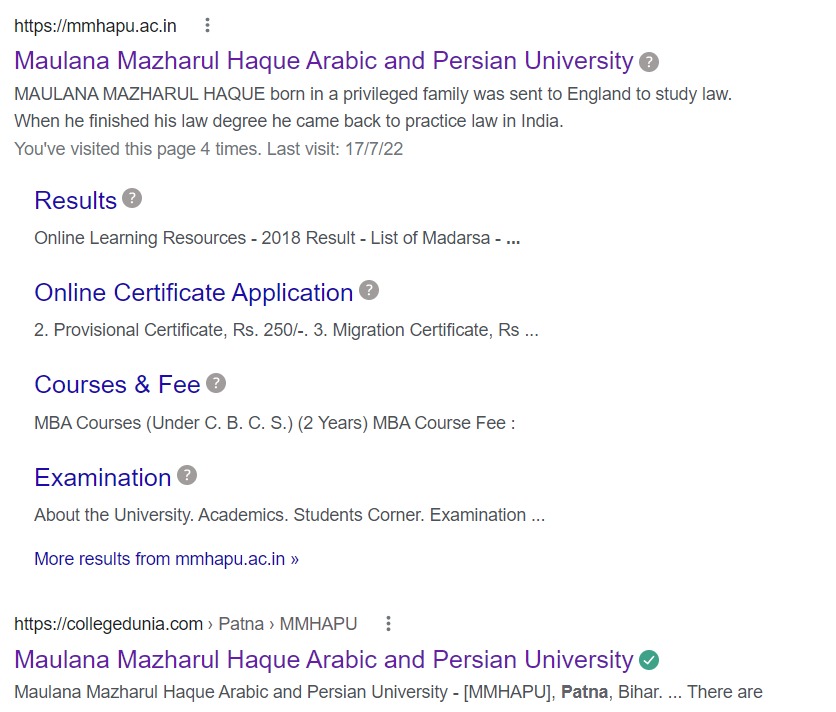 https://mmhapu.ac.in
Maulana Mazharul Haque Arabic and Persian University
MAULANA MAZHARUL HAQUE born in a privileged family was sent to England to study law.
When he finished his law degree he came back to practice law in India.
You've visited this page 4 times. Last visit: 17/7/22
Results
Online Learning Resources - 2018 Result - List of Madarsa - ...
Online Certificate Application
2. Provisional Certificate, Rs. 250/-. 3. Migration Certificate, Rs ...
Courses & Fee
MBA Courses (Under C. B. C. S.) (2 Years) MBA Course Fee :
Examination
About the University. Academics. Students Corner. Examination ...
More results from mmhapu.ac.in »
https://collegedunia.com › Patna › MMHAPU
Maulana Mazharul Haque Arabic and Persian University
Maulana Mazharul Haque Arabic and Persian University - [MMHAPU], Patna, Bihar. ... There are